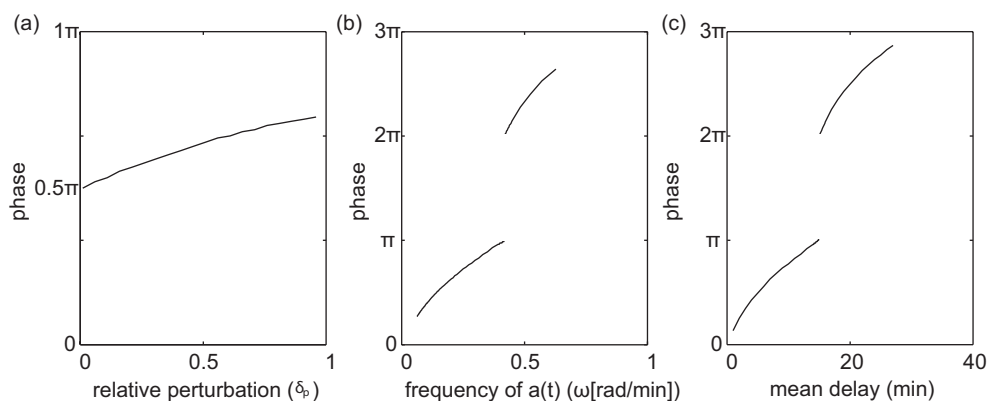 (a)
1π
0.5π
0
phase
0
0.5
1
relative perturbation (δₚ)
(b)
3π
2π
π
0
phase
0
0.5
1
frequency of a(t) (ω[rad/min])
(c)
3π
2π
π
0
phase
0
20
40
mean delay (min)